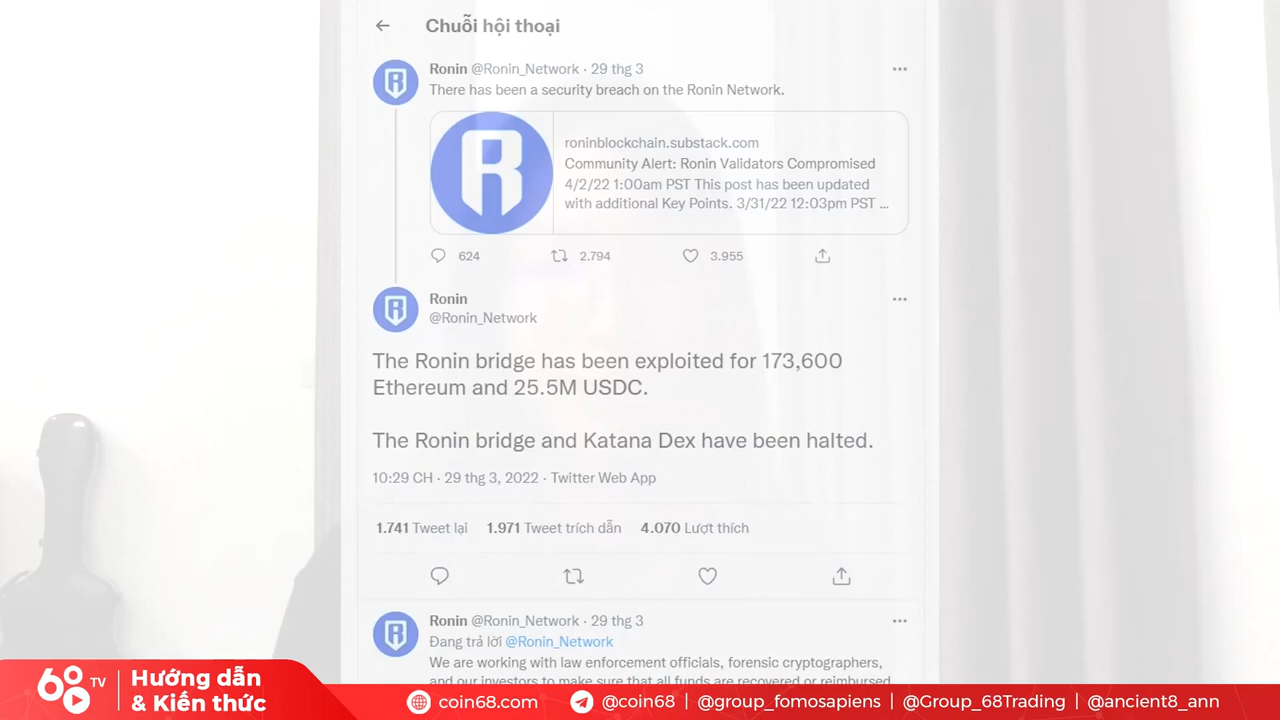 Chuỗi hội thoại
Ronin @Ronin_Network · 29 thg 3
There has been a security breach on the Ronin Network.
roninblockchain.substack.com
Community Alert: Ronin Validators Compromised
4/2/22 1:00am PST This post has been updated
with additional Key Points. 3/31/22 12:03pm PST ...
624 2.794 3.955
Ronin
@Ronin_Network
The Ronin bridge has been exploited for 173,600
Ethereum and 25.5M USDC.
The Ronin bridge and Katana Dex have been halted.
10:29 CH · 29 thg 3, 2022 · Twitter Web App
1.741 Tweet lại 1.971 Tweet trích dẫn 4.070 Lượt thích
Ronin @Ronin_Network · 29 thg 3
Đang trả lời @Ronin_Network
We are working with law enforcement officials, forensic cryptographers,
and our investors to make sure that all funds are recovered or reimbursed
68 TV
Hướng dẫn
& Kiến thức
coin68.com @coin68 | @group_fomosapiens | @Group_68Trading | @ancient8_ann